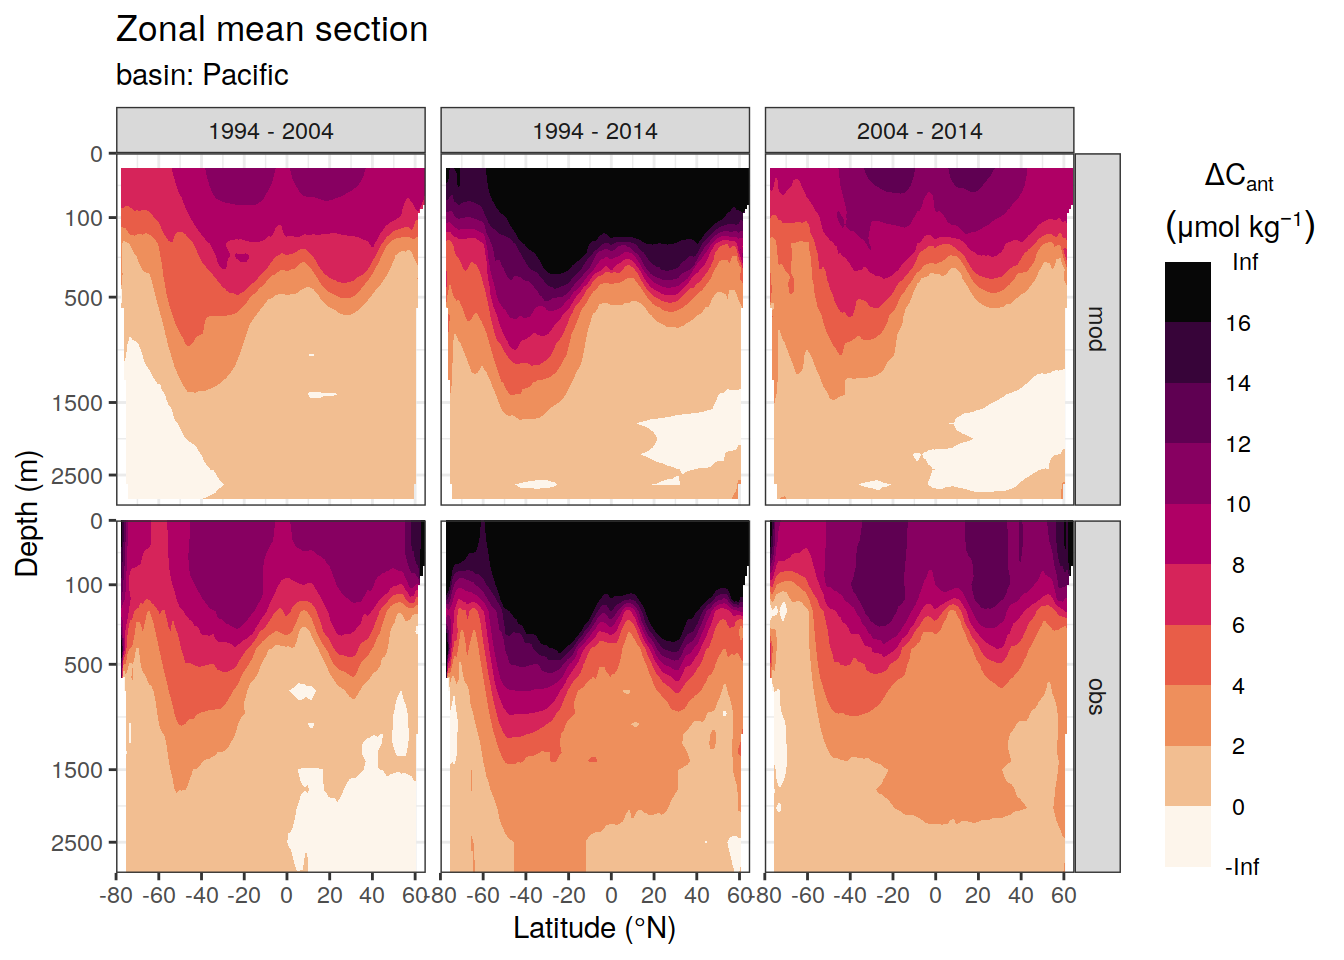 Zonal mean section
basin: Pacific
1994 - 2004
1994 - 2014
2004 - 2014
0
100
500
1500
2500
mod
0
100
500
1500
2500
obs
Depth (m)
-80 -60 -40 -20 0 20 40 60
-80 -60 -40 -20 0 20 40 60
-80 -60 -40 -20 0 20 40 60
Latitude (°N)
ΔCant
(μmol kg⁻¹)
Inf
16
14
12
10
8
6
4
2
0
-Inf